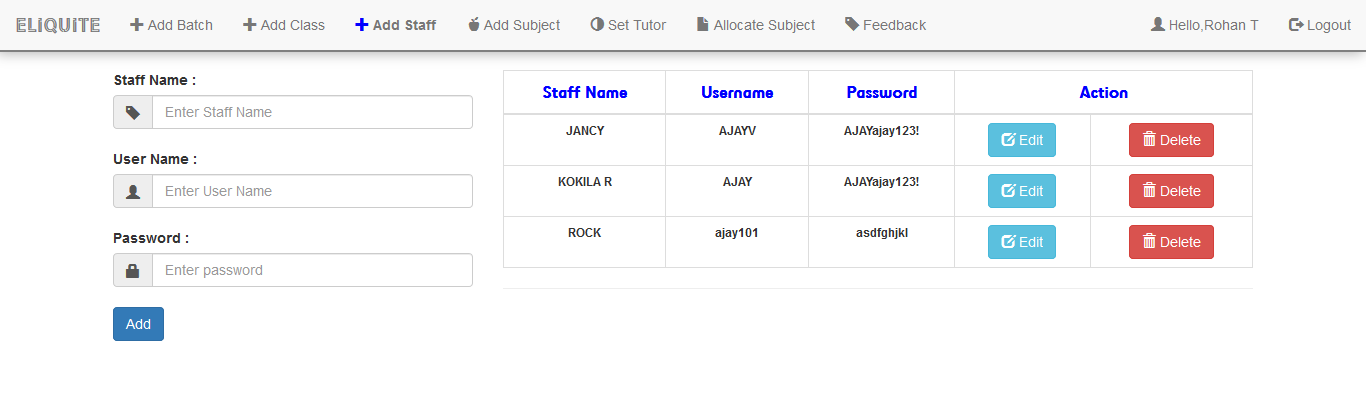 ELiQUiTE Add Batch Add Class Add Staff Add Subject Set Tutor Allocate Subject Feedback Hello,Rohan T Logout
Staff Name :
Enter Staff Name
User Name :
Enter User Name
Password :
Enter password
Add
Staff Name Username Password Action
JANCY AJAYV AJAYajay123! Edit Delete
KOKILA R AJAY AJAYajay123! Edit Delete
ROCK ajay101 asdfghjkl Edit Delete